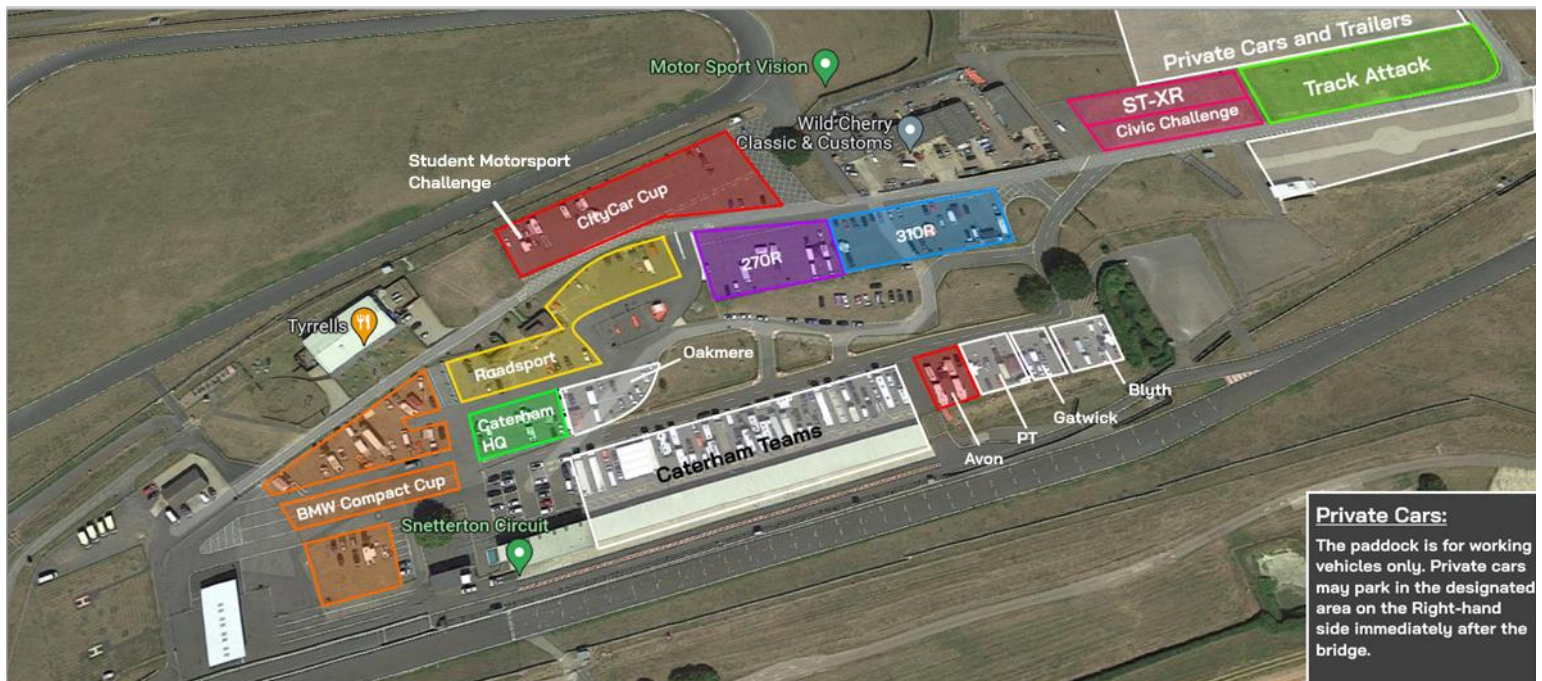 Private Cars and Trailers
Motor Sport Vision
Track Attack
ST-XR
Civic Challenge
Wild Cherry
Classic & Customs
Student Motorsport
Challenge
CityCar Cup
270R
310R
Tyrrells
Roadsport
Oakmere
Caterham
HQ
Blyth
Gatwick
PT
Avon
Caterham Teams
BMW Compact Cup
Snetterton Circuit
Private Cars:
The paddock is for working
vehicles only. Private cars
may park in the designated
area on the Right-hand
side immediately after the
bridge.